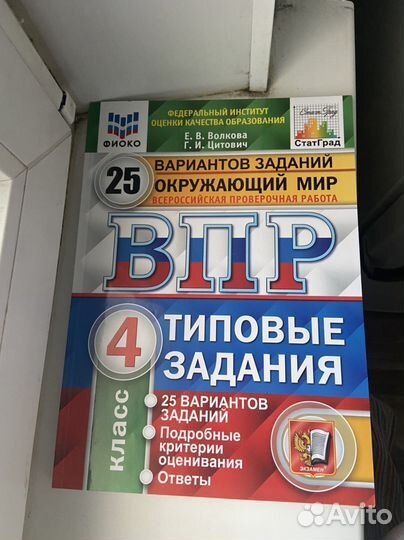 ФЕДЕРАЛЬНЫЙ ИНСТИТУТ
ОЦЕНКИ КАЧЕСТВА ОБРАЗОВАНИЯ
ФИОКО
Е. В. Волкова
Г. И. Цитович
СтатГрад
СтатГрад
25
ВАРИАНТОВ ЗАДАНИЙ
ОКРУЖАЮЩИЙ МИР
ВСЕРОССИЙСКАЯ ПРОВЕРОЧНАЯ РАБОТА
ВПР
4
КЛАСС
ТИПОВЫЕ
ЗАДАНИЯ
• 25 ВАРИАНТОВ
ЗАДАНИЙ
• Подробные
критерии
оценивания
• Ответы
ЭКЗАМЕН
Avito